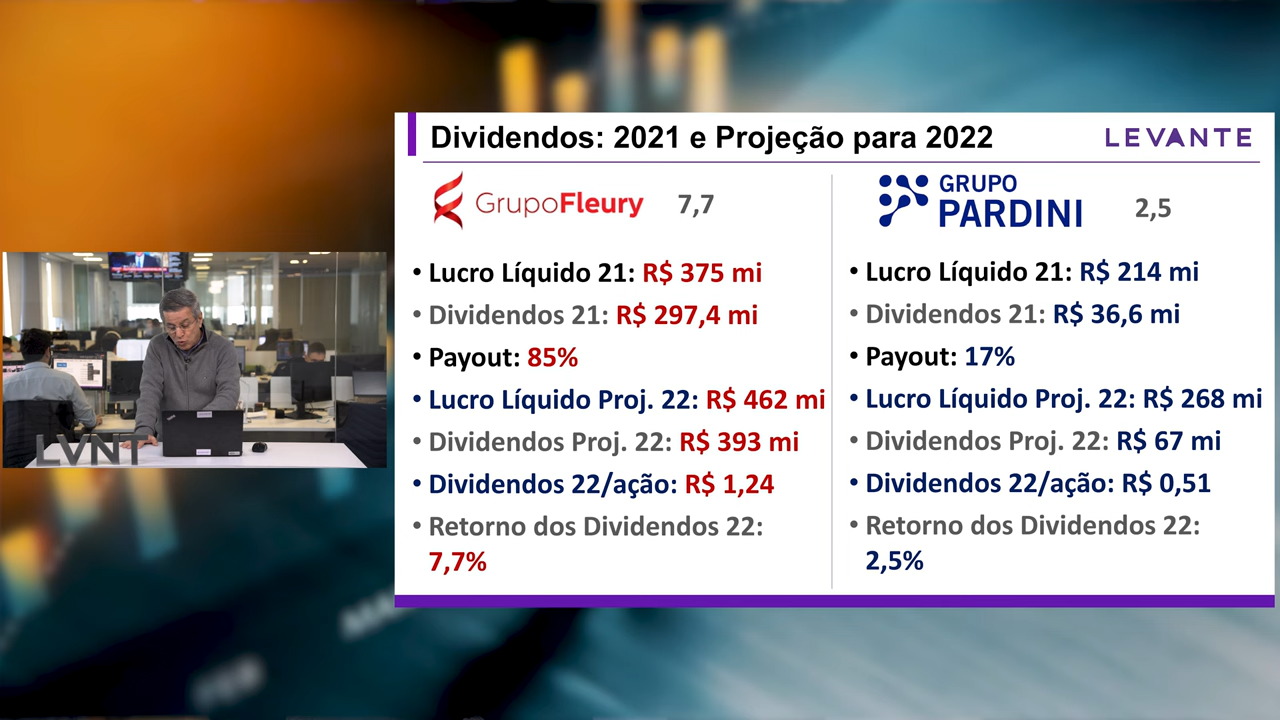 Dividendos: 2021 e Projeção para 2022
LEVANTE
GrupoFleury 7,7
• Lucro Líquido 21: R$ 375 mi
• Dividendos 21: R$ 297,4 mi
• Payout: 85%
• Lucro Líquido Proj. 22: R$ 462 mi
• Dividendos Proj. 22: R$ 393 mi
• Dividendos 22/ação: R$ 1,24
• Retorno dos Dividendos 22:
7,7%
GRUPO
PARDINI 2,5
• Lucro Líquido 21: R$ 214 mi
• Dividendos 21: R$ 36,6 mi
• Payout: 17%
• Lucro Líquido Proj. 22: R$ 268 mi
• Dividendos Proj. 22: R$ 67 mi
• Dividendos 22/ação: R$ 0,51
• Retorno dos Dividendos 22:
2,5%
LVNT